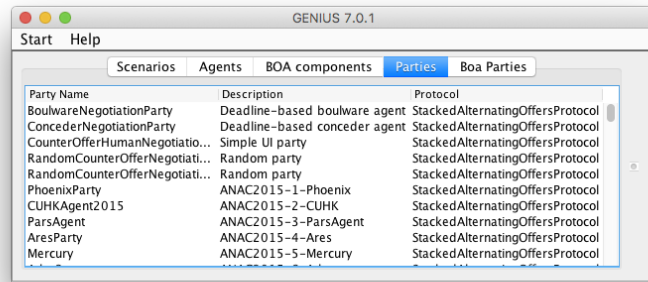 GENIUS 7.0.1
Start Help
Scenarios Agents BOA components Parties Boa Parties
Party Name Description Protocol
BoulwareNegotiationParty Deadline-based boulware agent StackedAlternatingOffersProtocol
ConcederNegotiationParty Deadline-based conceder agent StackedAlternatingOffersProtocol
CounterOfferHumanNegotiatio... Simple UI party StackedAlternatingOffersProtocol
RandomCounterOfferNegotiati... Random party StackedAlternatingOffersProtocol
RandomCounterOfferNegotiati... Random party StackedAlternatingOffersProtocol
PhoenixParty ANAC2015-1-Phoenix StackedAlternatingOffersProtocol
CUHKAgent2015 ANAC2015-2-CUHK StackedAlternatingOffersProtocol
ParsAgent ANAC2015-3-ParsAgent StackedAlternatingOffersProtocol
AresParty ANAC2015-4-Ares StackedAlternatingOffersProtocol
Mercury ANAC2015-5-Mercury StackedAlternatingOffersProtocol